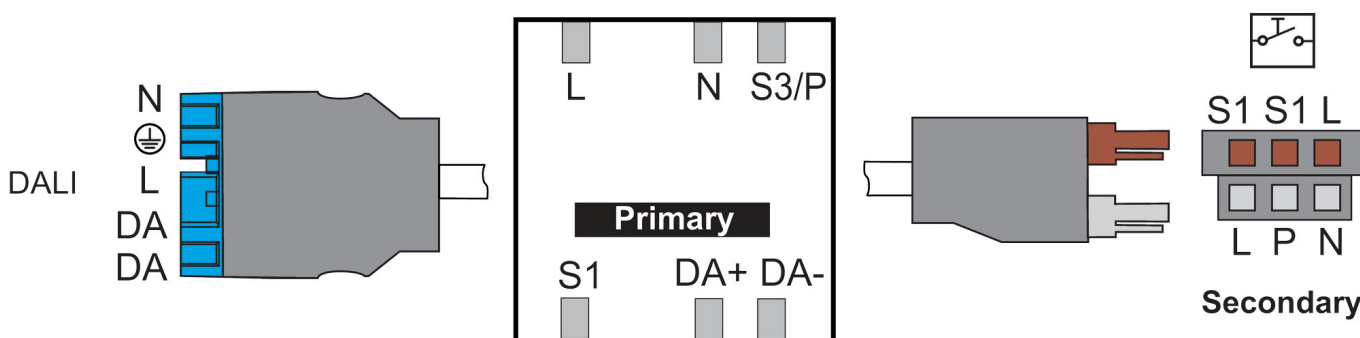 DALI
N
L
DA
DA
L N S3/P
Primary
S1 DA+ DA-
S1 S1 L
L P N
Secondary